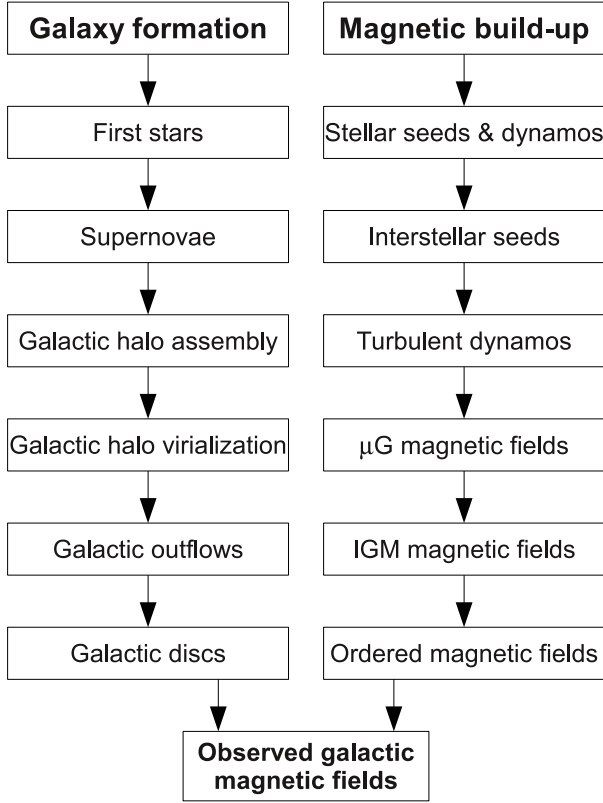 Galaxy formation
Magnetic build-up
First stars
Stellar seeds & dynamos
Supernovae
Interstellar seeds
Galactic halo assembly
Turbulent dynamos
Galactic halo virialization
μG magnetic fields
Galactic outflows
IGM magnetic fields
Galactic discs
Ordered magnetic fields
Observed galactic
magnetic fields